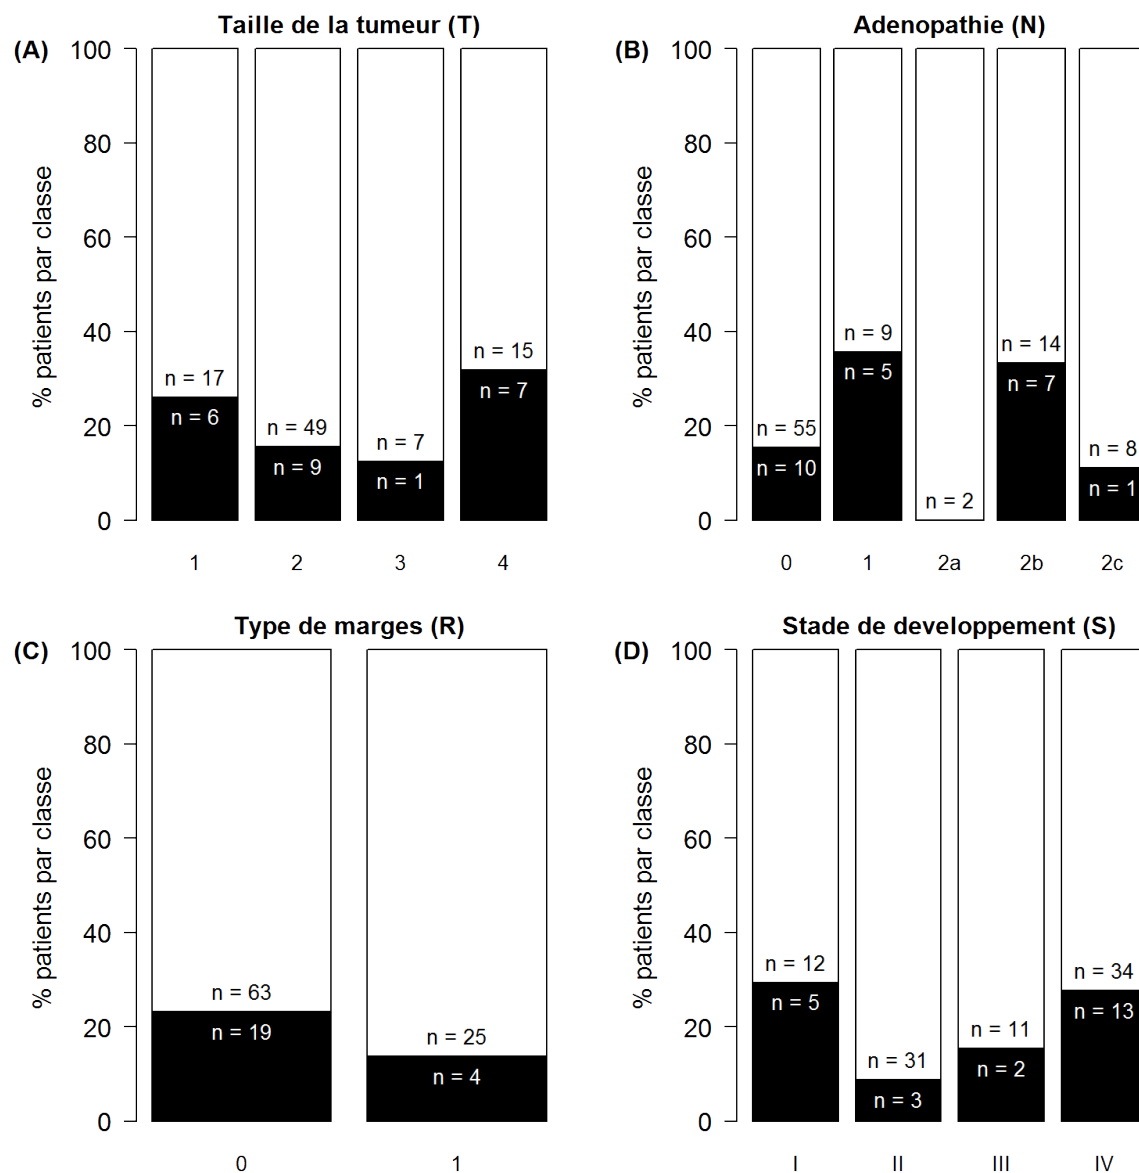 Taille de la tumeur (T)
(A)
% patients par classe
100
80
60
40
20
0
n = 17
n = 6
n = 49
n = 9
n = 7
n = 1
n = 15
n = 7
1 2 3 4
Adenopathie (N)
(B)
% patients par classe
100
80
60
40
20
0
n = 55
n = 10
n = 9
n = 5
n = 2
n = 14
n = 7
n = 8
n = 1
0 1 2a 2b 2c
Type de marges (R)
(C)
% patients par classe
100
80
60
40
20
0
n = 63
n = 19
n = 25
n = 4
0 1
Stade de developpement (S)
(D)
% patients par classe
100
80
60
40
20
0
n = 12
n = 5
n = 31
n = 3
n = 11
n = 2
n = 34
n = 13
I II III IV